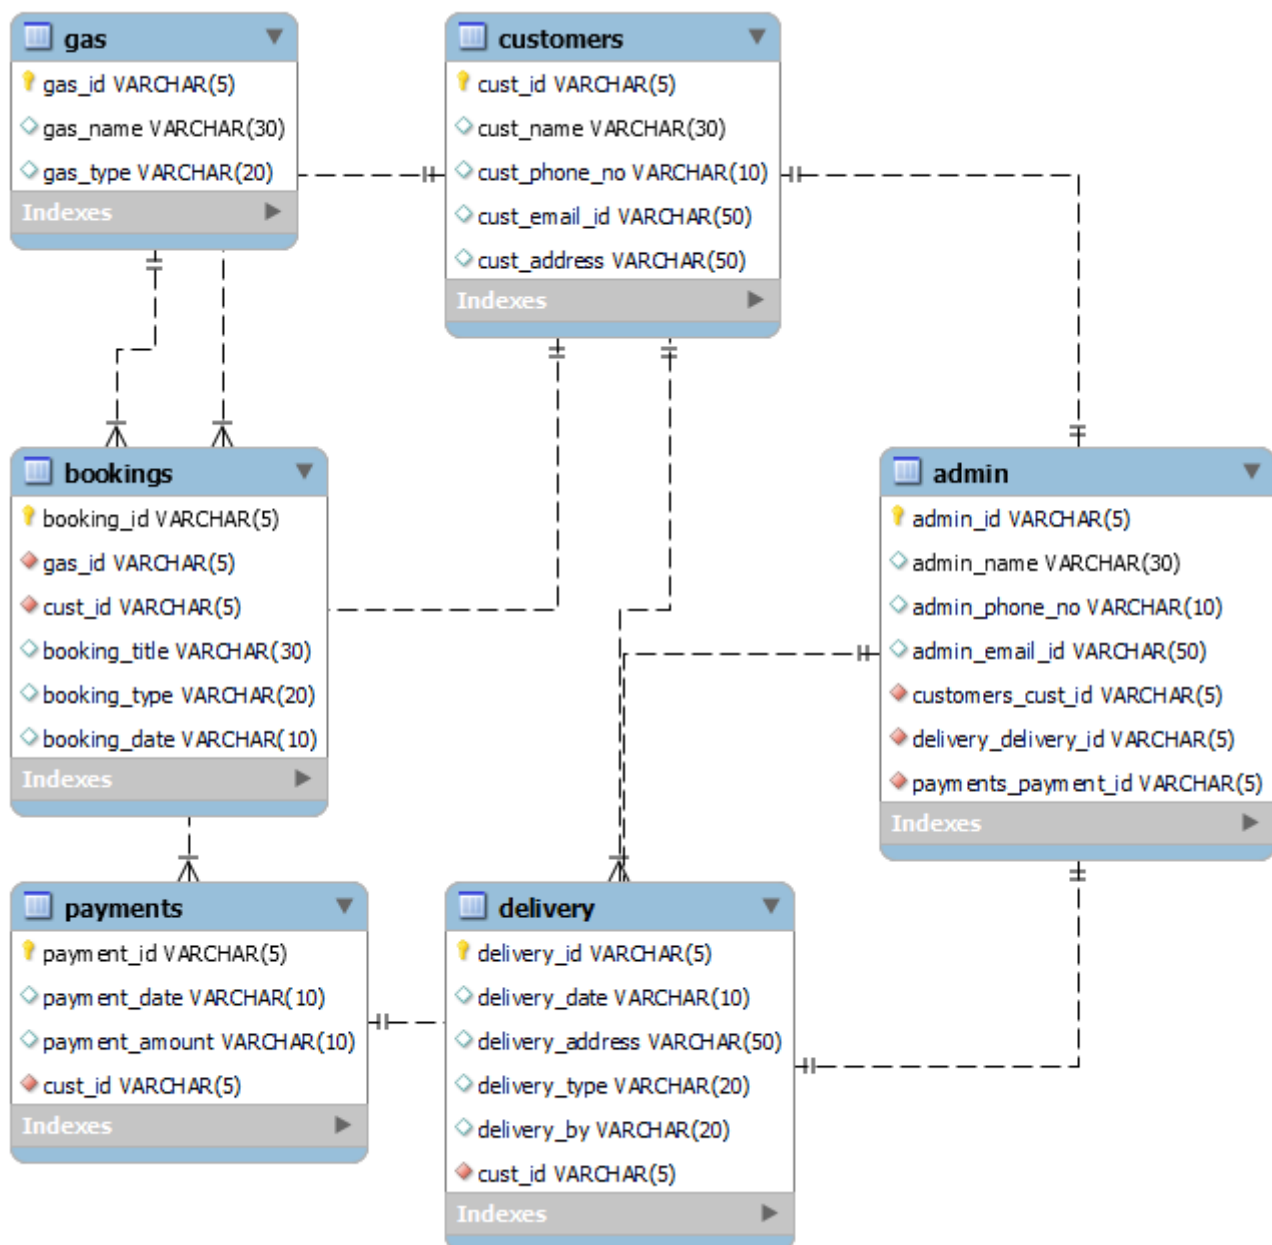 gas
gas_id VARCHAR(5)
gas_name VARCHAR(30)
gas_type VARCHAR(20)
Indexes
customers
cust_id VARCHAR(5)
cust_name VARCHAR(30)
cust_phone_no VARCHAR(10)
cust_email_id VARCHAR(50)
cust_address VARCHAR(50)
Indexes
bookings
booking_id VARCHAR(5)
gas_id VARCHAR(5)
cust_id VARCHAR(5)
booking_title VARCHAR(30)
booking_type VARCHAR(20)
booking_date VARCHAR(10)
Indexes
admin
admin_id VARCHAR(5)
admin_name VARCHAR(30)
admin_phone_no VARCHAR(10)
admin_email_id VARCHAR(50)
customers_cust_id VARCHAR(5)
delivery_delivery_id VARCHAR(5)
payments_payment_id VARCHAR(5)
Indexes
payments
payment_id VARCHAR(5)
payment_date VARCHAR(10)
payment_amount VARCHAR(10)
cust_id VARCHAR(5)
Indexes
delivery
delivery_id VARCHAR(5)
delivery_date VARCHAR(10)
delivery_address VARCHAR(50)
delivery_type VARCHAR(20)
delivery_by VARCHAR(20)
cust_id VARCHAR(5)
Indexes